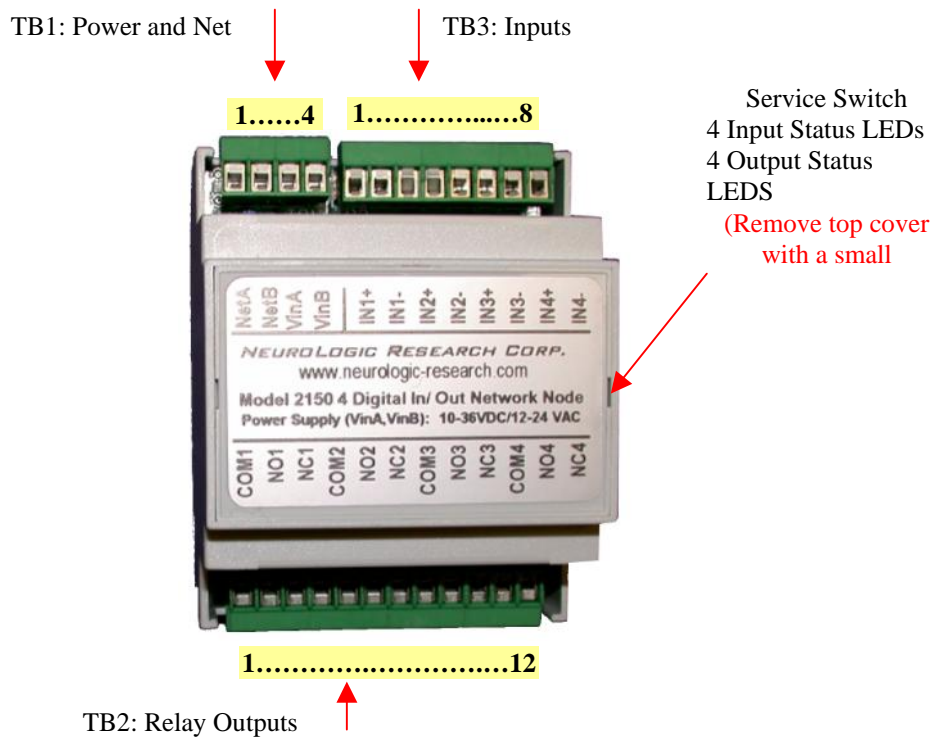 TB1: Power and Net
TB3: Inputs
1……4
1…………...…8
Service Switch
4 Input Status LEDs
4 Output Status
LEDS
(Remove top cover
with a small
NetA
NetB
VinA
VinB
IN1+
IN1-
IN2+
IN2-
IN3+
IN3-
IN4+
IN4-
NEUROLOGIC RESEARCH CORP.
www.neurologic-research.com
Model 2150 4 Digital In/ Out Network Node
Power Supply (VinA,VinB): 10-36VDC/12-24 VAC
COM1
NO1
NC1
COM2
NO2
NC2
COM3
NO3
NC3
COM4
NO4
NC4
1………….………….…12
TB2: Relay Outputs